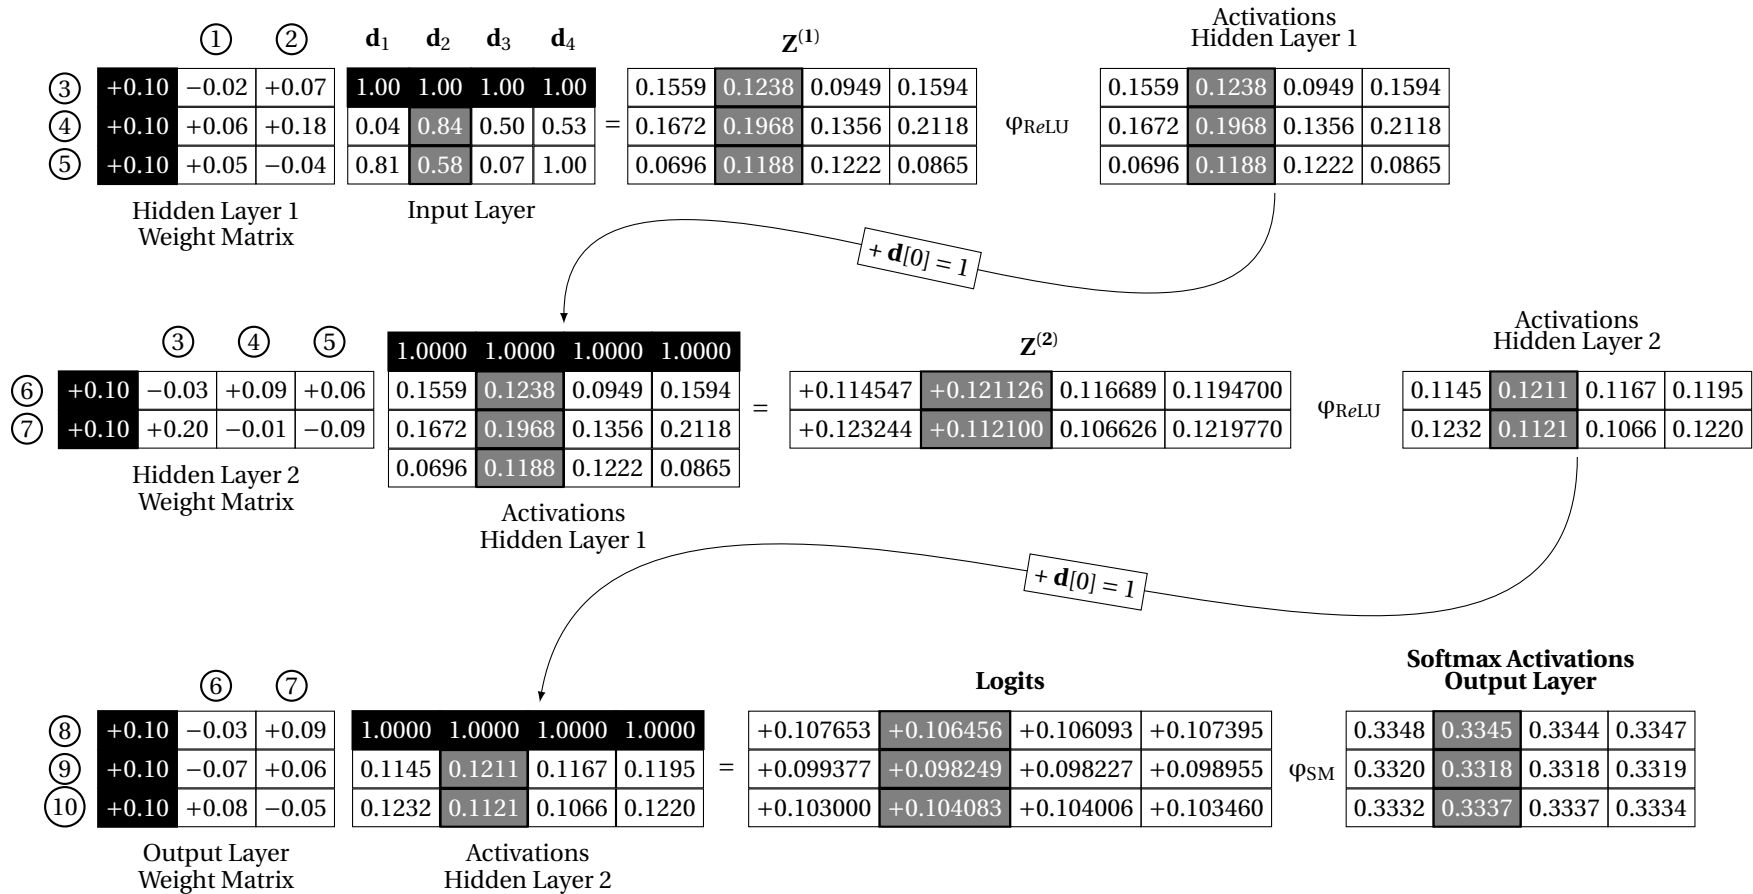 Activations
Hidden Layer 1
① ② d₁ d₂ d₃ d₄ Z⁽¹⁾
③ +0.10 −0.02 +0.07 1.00 1.00 1.00 1.00 0.1559 0.1238 0.0949 0.1594 0.1559 0.1238 0.0949 0.1594
④ +0.10 +0.06 +0.18 0.04 0.84 0.50 0.53 = 0.1672 0.1968 0.1356 0.2118 φReLU 0.1672 0.1968 0.1356 0.2118
⑤ +0.10 +0.05 −0.04 0.81 0.58 0.07 1.00 0.0696 0.1188 0.1222 0.0865 0.0696 0.1188 0.1222 0.0865
Hidden Layer 1
Weight Matrix
Input Layer
+ d[0] = 1
Activations
Hidden Layer 2
③ ④ ⑤ 1.0000 1.0000 1.0000 1.0000 Z⁽²⁾
⑥ +0.10 −0.03 +0.09 +0.06 0.1559 0.1238 0.0949 0.1594 = +0.114547 +0.121126 0.116689 0.1194700 φReLU 0.1145 0.1211 0.1167 0.1195
⑦ +0.10 +0.20 −0.01 −0.09 0.1672 0.1968 0.1356 0.2118 +0.123244 +0.112100 0.106626 0.1219770 0.1232 0.1121 0.1066 0.1220
0.0696 0.1188 0.1222 0.0865
Hidden Layer 2
Weight Matrix
Activations
Hidden Layer 1
+ d[0] = 1
Softmax Activations
Output Layer
⑥ ⑦ Logits
⑧ +0.10 −0.03 +0.09 1.0000 1.0000 1.0000 1.0000 +0.107653 +0.106456 +0.106093 +0.107395 0.3348 0.3345 0.3344 0.3347
⑨ +0.10 −0.07 +0.06 0.1145 0.1211 0.1167 0.1195 = +0.099377 +0.098249 +0.098227 +0.098955 φSM 0.3320 0.3318 0.3318 0.3319
⑩ +0.10 +0.08 −0.05 0.1232 0.1121 0.1066 0.1220 +0.103000 +0.104083 +0.104006 +0.103460 0.3332 0.3337 0.3337 0.3334
Output Layer
Weight Matrix
Activations
Hidden Layer 2